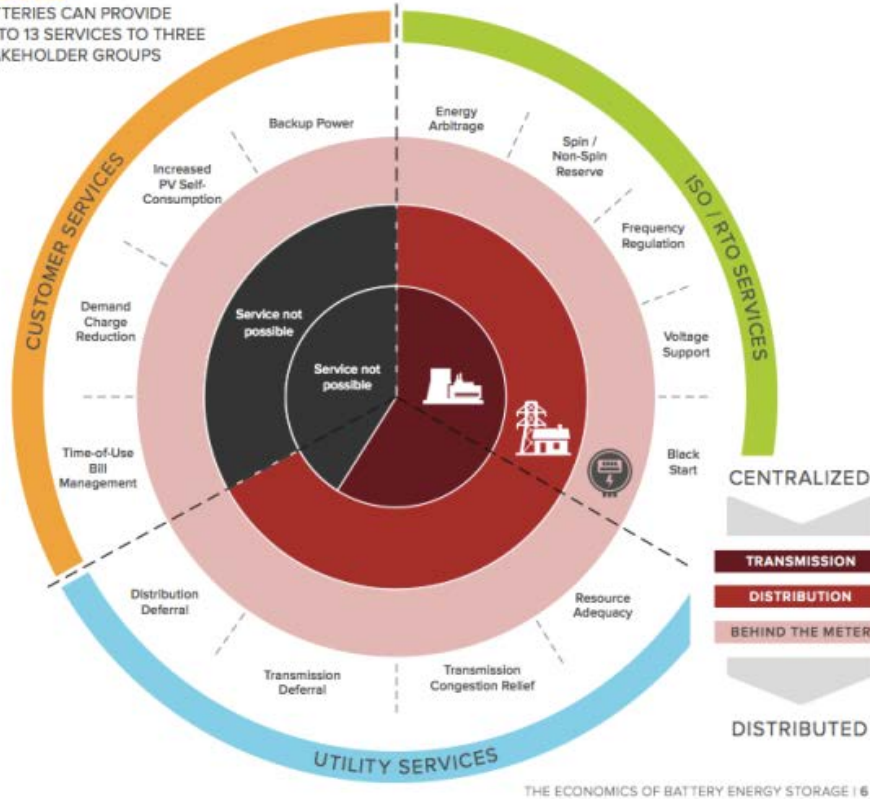 TTERIES CAN PROVIDE
TO 13 SERVICES TO THREE
AKEHOLDER GROUPS
CUSTOMER SERVICES
ISO / RTO SERVICES
UTILITY SERVICES
Backup Power
Increased
PV Self-
Consumption
Demand
Charge
Reduction
Time-of-Use
Bill
Management
Energy
Arbitrage
Spin /
Non-Spin
Reserve
Frequency
Regulation
Voltage
Support
Black
Start
Resource
Adequacy
Transmission
Congestion Relief
Transmission
Deferral
Distribution
Deferral
Service not
possible
Service not
possible
CENTRALIZED
TRANSMISSION
DISTRIBUTION
BEHIND THE METER
DISTRIBUTED
THE ECONOMICS OF BATTERY ENERGY STORAGE | 6